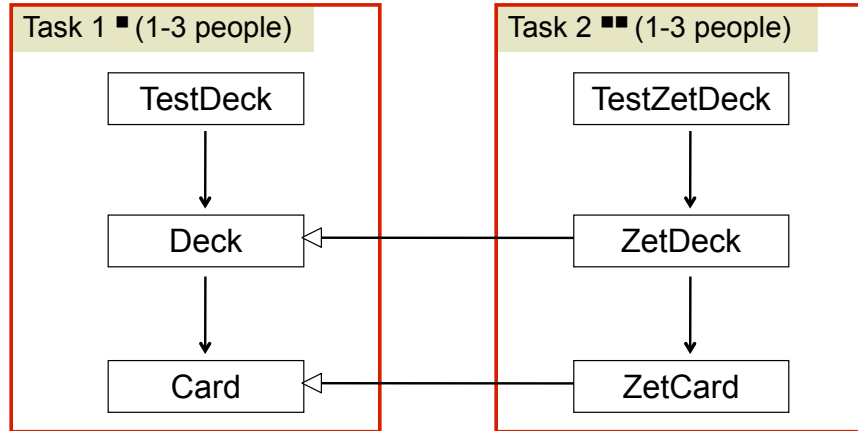 Task 1 ■ (1-3 people)
TestDeck
Deck
Card
Task 2 ■■ (1-3 people)
TestZetDeck
ZetDeck
ZetCard